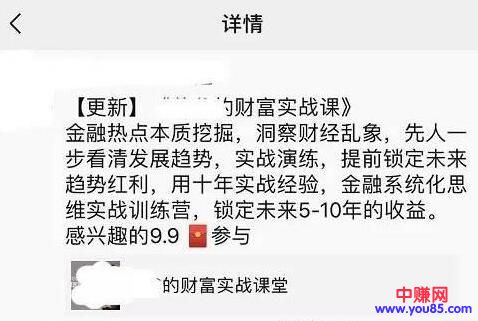 详情
【更新】 的财富实战课》
金融热点本质挖掘，洞察财经乱象，先人一
步看清发展趋势，实战演练，提前锁定未来
趋势红利，用十年实战经验，金融系统化思
维实战训练营，锁定未来5-10年的收益。
感兴趣的9.9 参与
的财富实战课堂
中赚网
www.you85.com